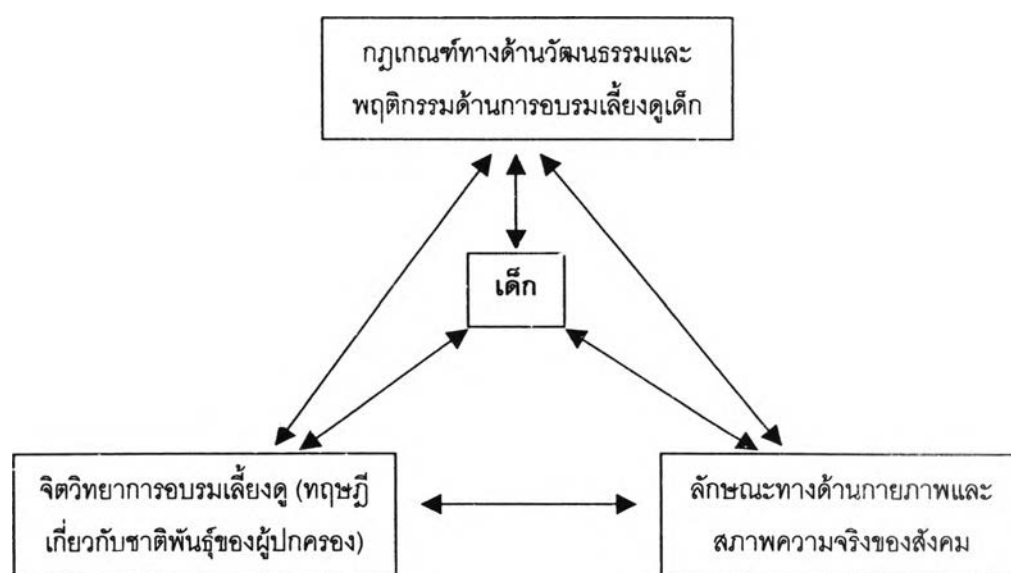 กฎเกณฑ์ทางด้านวัฒนธรรมและ
พฤติกรรมด้านการอบรมเลี้ยงดูเด็ก
เด็ก
จิตวิทยาการอบรมเลี้ยงดู (ทฤษฎี
เกี่ยวกับชาติพันธุ์ของผู้ปกครอง)
ลักษณะทางด้านกายภาพและ
สภาพความจริงของสังคม